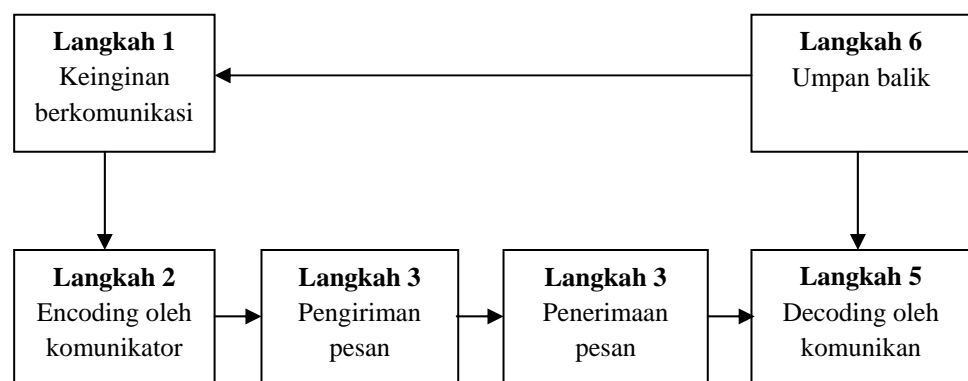 Langkah 1
Keinginan
berkomunikasi
Langkah 6
Umpan balik
Langkah 2
Encoding oleh
komunikator
Langkah 3
Pengiriman
pesan
Langkah 3
Penerimaan
pesan
Langkah 5
Decoding oleh
komunikan